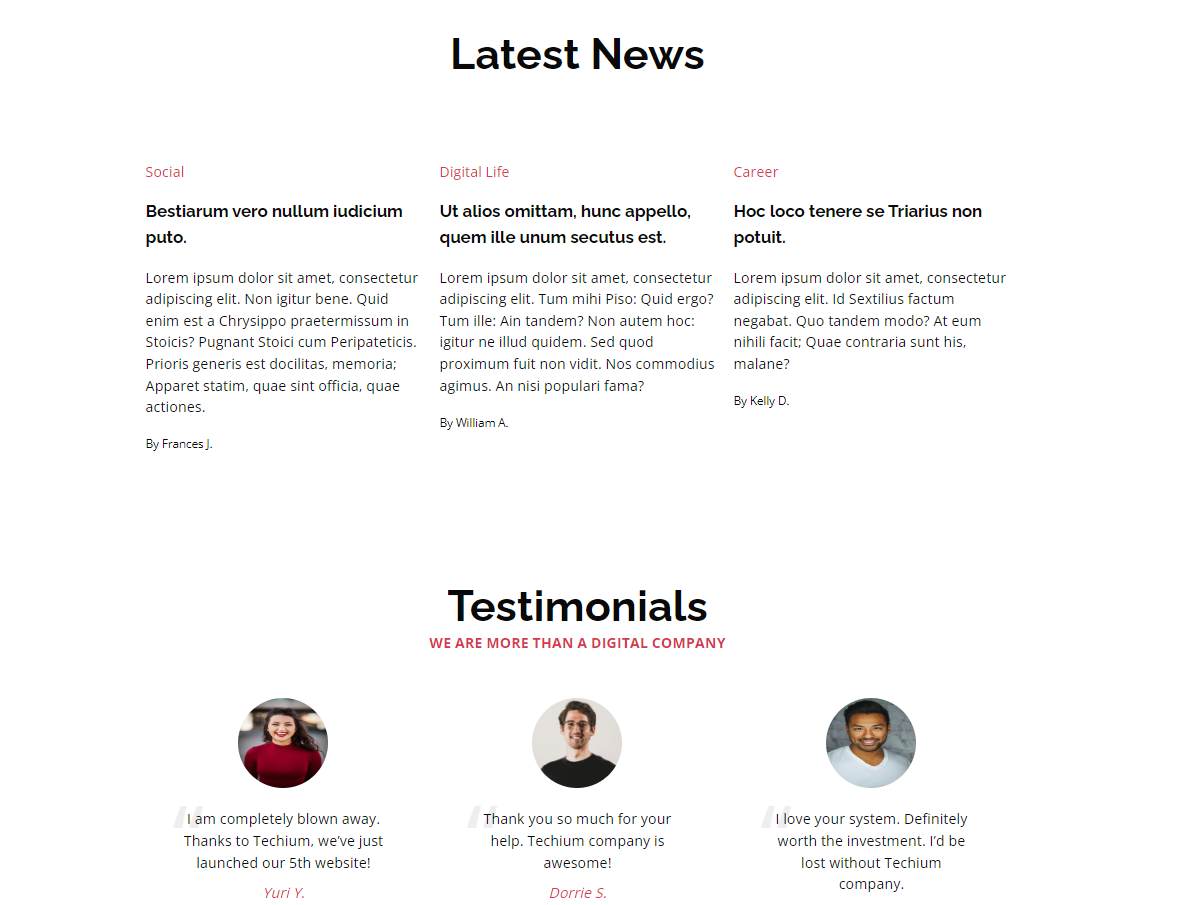 Latest News
Social
Bestiarum vero nullum iudicium
puto.
Lorem ipsum dolor sit amet, consectetur
adipiscing elit. Non igitur bene. Quid
enim est a Chrysippo praetermissum in
Stoicis? Pugnant Stoici cum Peripateticis.
Prioris generis est docilitas, memoria;
Apparet statim, quae sint officia, quae
actiones.
By Frances J.
Digital Life
Ut alios omittam, hunc appello,
quem ille unum secutus est.
Lorem ipsum dolor sit amet, consectetur
adipiscing elit. Tum mihi Piso: Quid ergo?
Tum ille: Ain tandem? Non autem hoc:
igitur ne illud quidem. Sed quod
proximum fuit non vidit. Nos commodius
agimus. An nisi populari fama?
By William A.
Career
Hoc loco tenere se Triarius non
potuit.
Lorem ipsum dolor sit amet, consectetur
adipiscing elit. Id Sextilius factum
negabat. Quo tandem modo? At eum
nihili facit; Quae contraria sunt his,
malane?
By Kelly D.
Testimonials
WE ARE MORE THAN A DIGITAL COMPANY
I am completely blown away.
Thanks to Techium, we’ve just
launched our 5th website!
Yuri Y.
Thank you so much for your
help. Techium company is
awesome!
Dorrie S.
I love your system. Definitely
worth the investment. I’d be
lost without Techium
company.